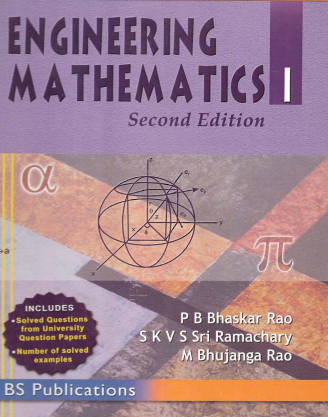 ENGINEERING
MATHEMATICS I
Second Edition
α
π
P B Bhaskar Rao
S K V S Sri Ramachary
M Bhujanga Rao
INCLUDES
•Solved Questions
from University
Question Papers
•Number of solved
examples
BS Publications